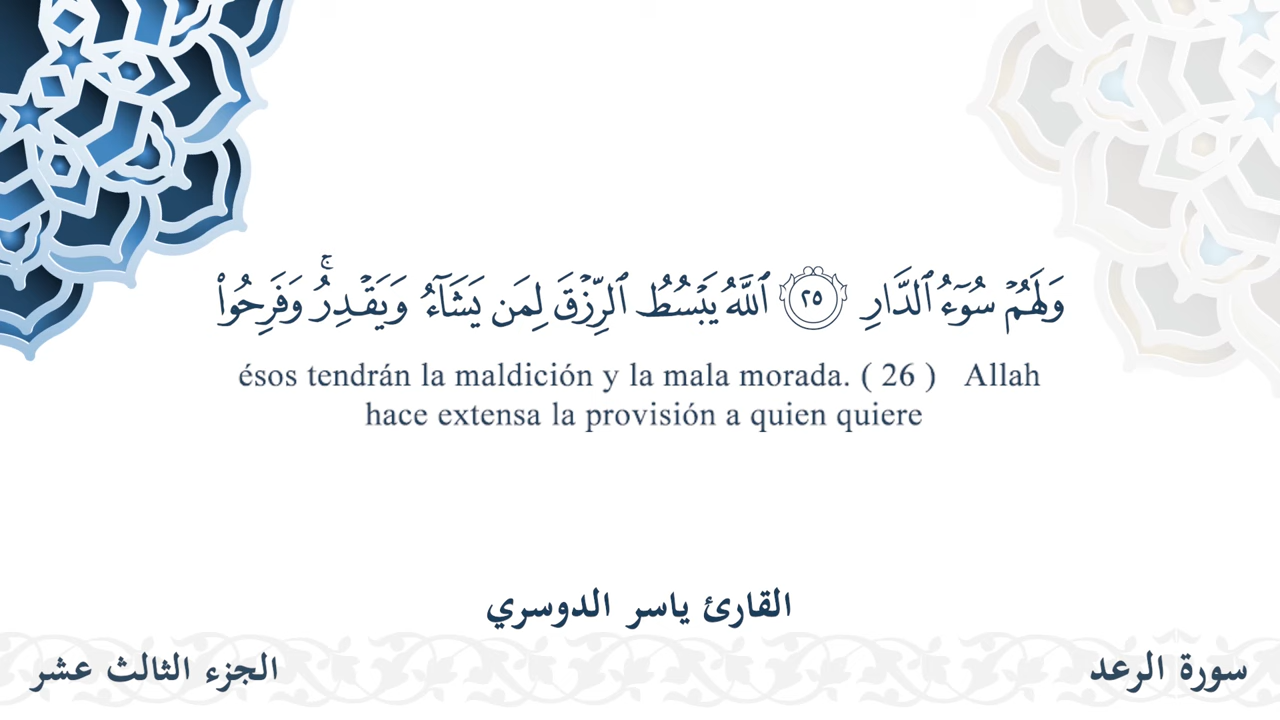 وَلَهُمْ سُوٓءُ ٱلدَّارِ ٢٥ ٱللَّهُ يَبْسُطُ ٱلرِّزْقَ لِمَن يَشَآءُ وَيَقْدِرُۚ وَفَرِحُوا۟
ésos tendrán la maldición y la mala morada. ( 26 ) Allah
hace extensa la provisión a quien quiere
القارئ ياسر الدوسري
سورة الرعد
الجزء الثالث عشر